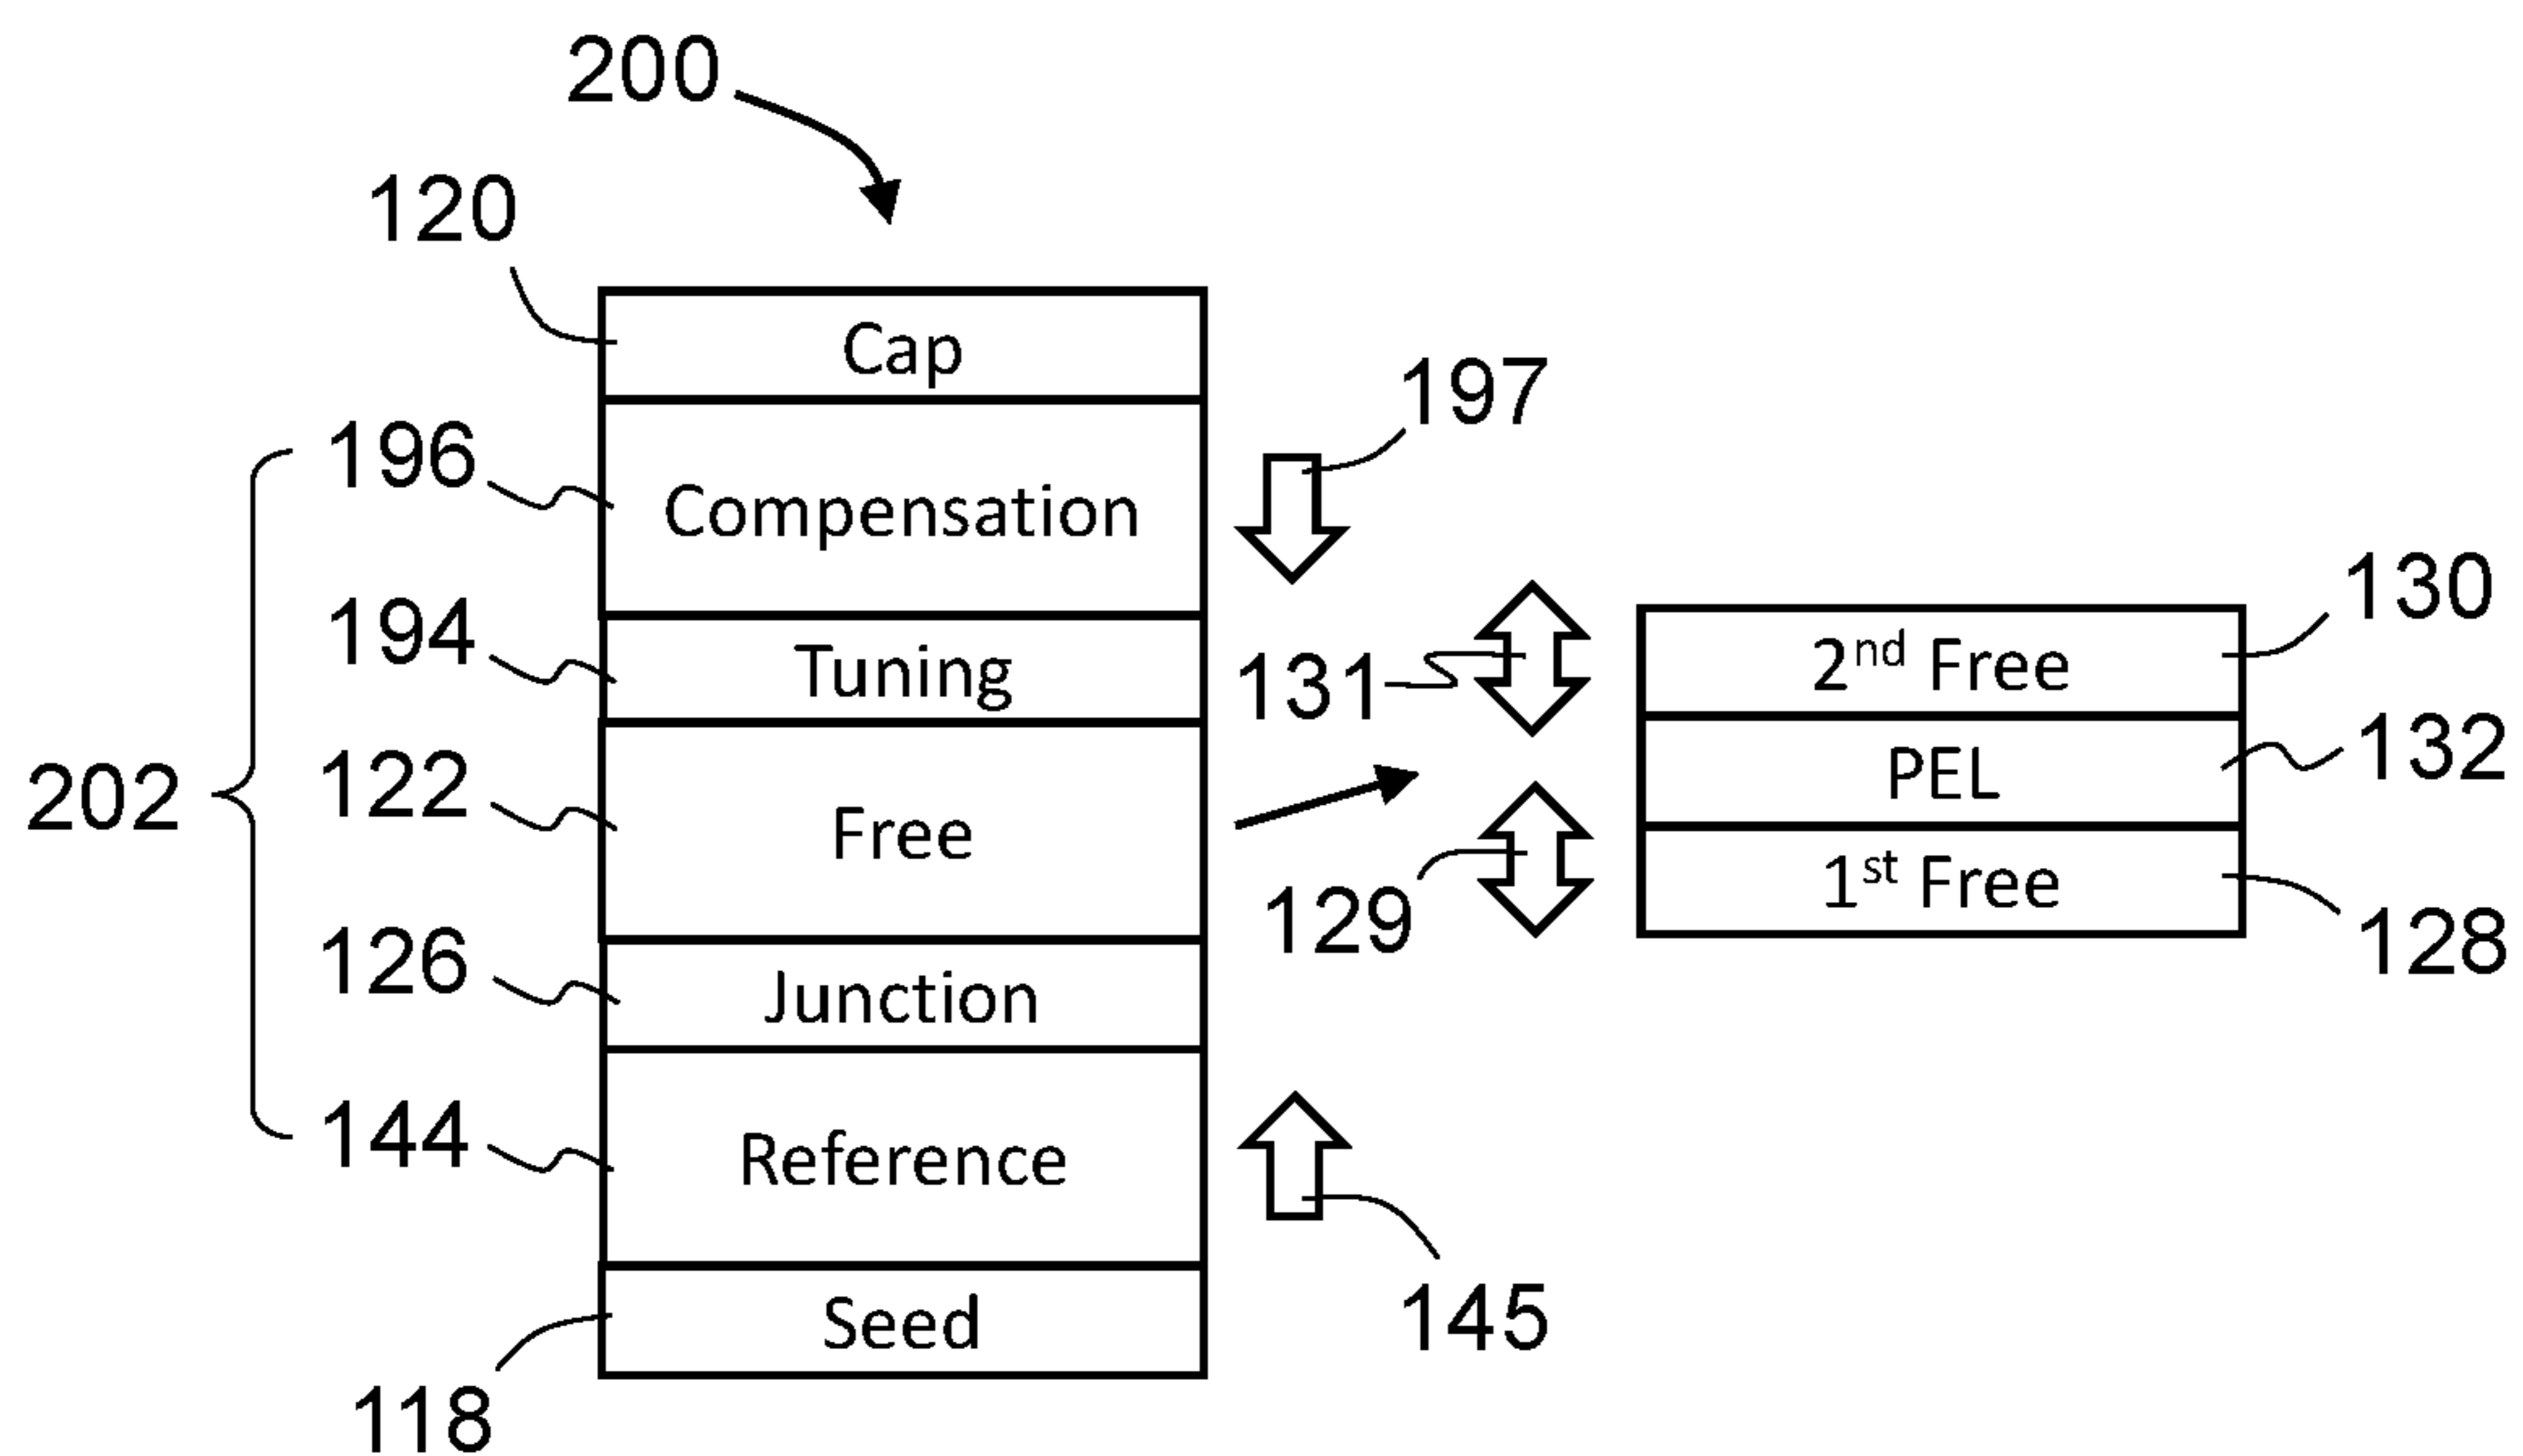 200
120
Cap
197
196
Compensation
130
194
Tuning
131
2nd Free
132
202
122
Free
PEL
129
1st Free
128
126
Junction
144
Reference
145
Seed
118